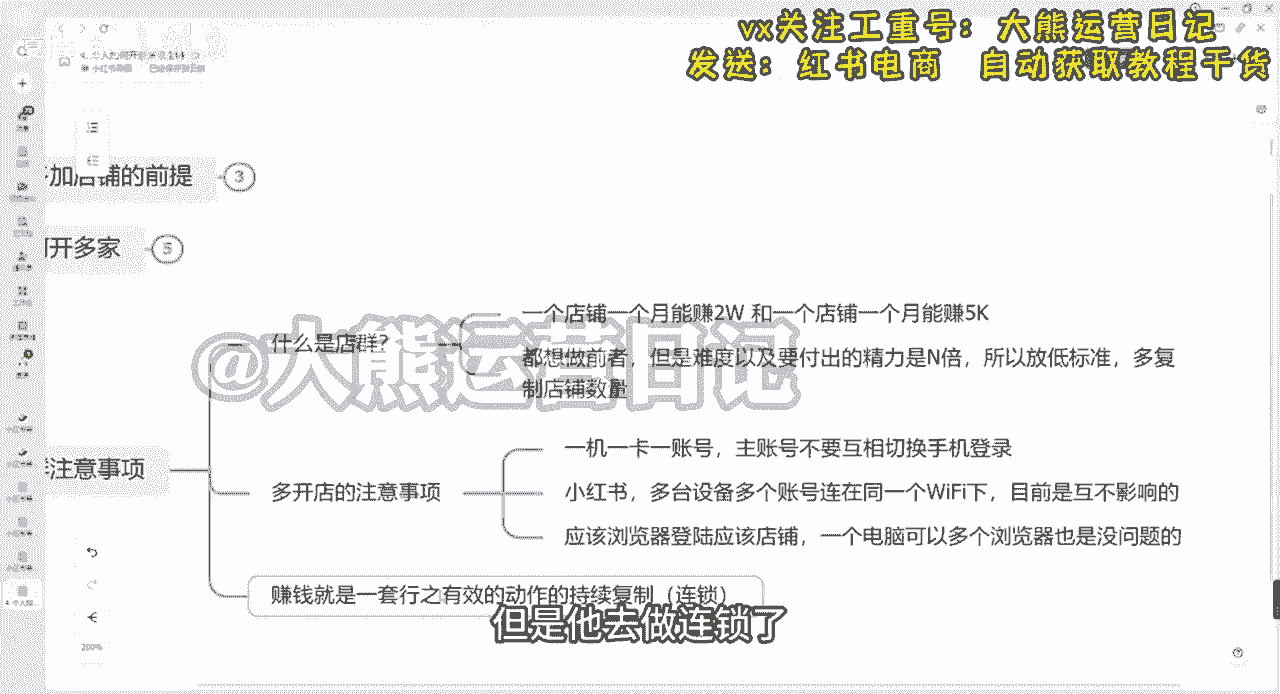 vx关注工重号：大熊运营日记
发送：红书电商 自动获取教程干货
加店铺的前提
3
开多家
5
什么是店群？
一个店铺一个月能赚2W 和一个店铺一个月能赚5K
都想做前者，但是难度以及要付出的精力是N倍，所以放低标准，多复
制店铺数量
@大熊运营日记
注意事项
多开店的注意事项
一机一卡一账号，主账号不要互相切换手机登录
小红书，多台设备多个账号连在同一个WiFi下，目前是互不影响的
应该浏览器登陆应该店铺，一个电脑可以多个浏览器也是没问题的
赚钱就是一套行之有效的动作的持续复制（连锁）
但是他去做连锁了
200%